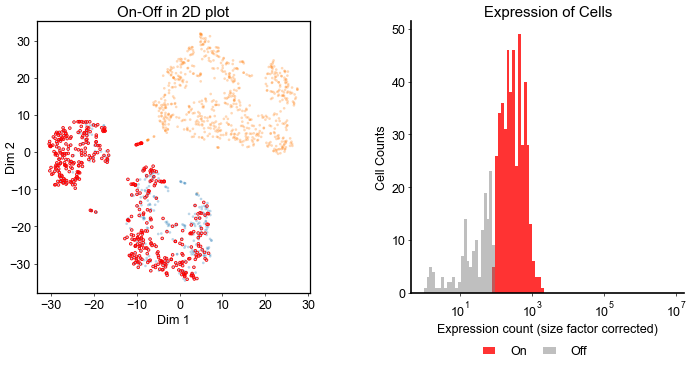 On-Off in 2D plot
Expression of Cells
30
20
10
0
−10
−20
−30
Dim 2
−30 −20 −10 0 10 20 30
Dim 1
50
40
30
20
10
0
Cell Counts
10^1 10^3 10^5 10^7
Expression count (size factor corrected)
On Off